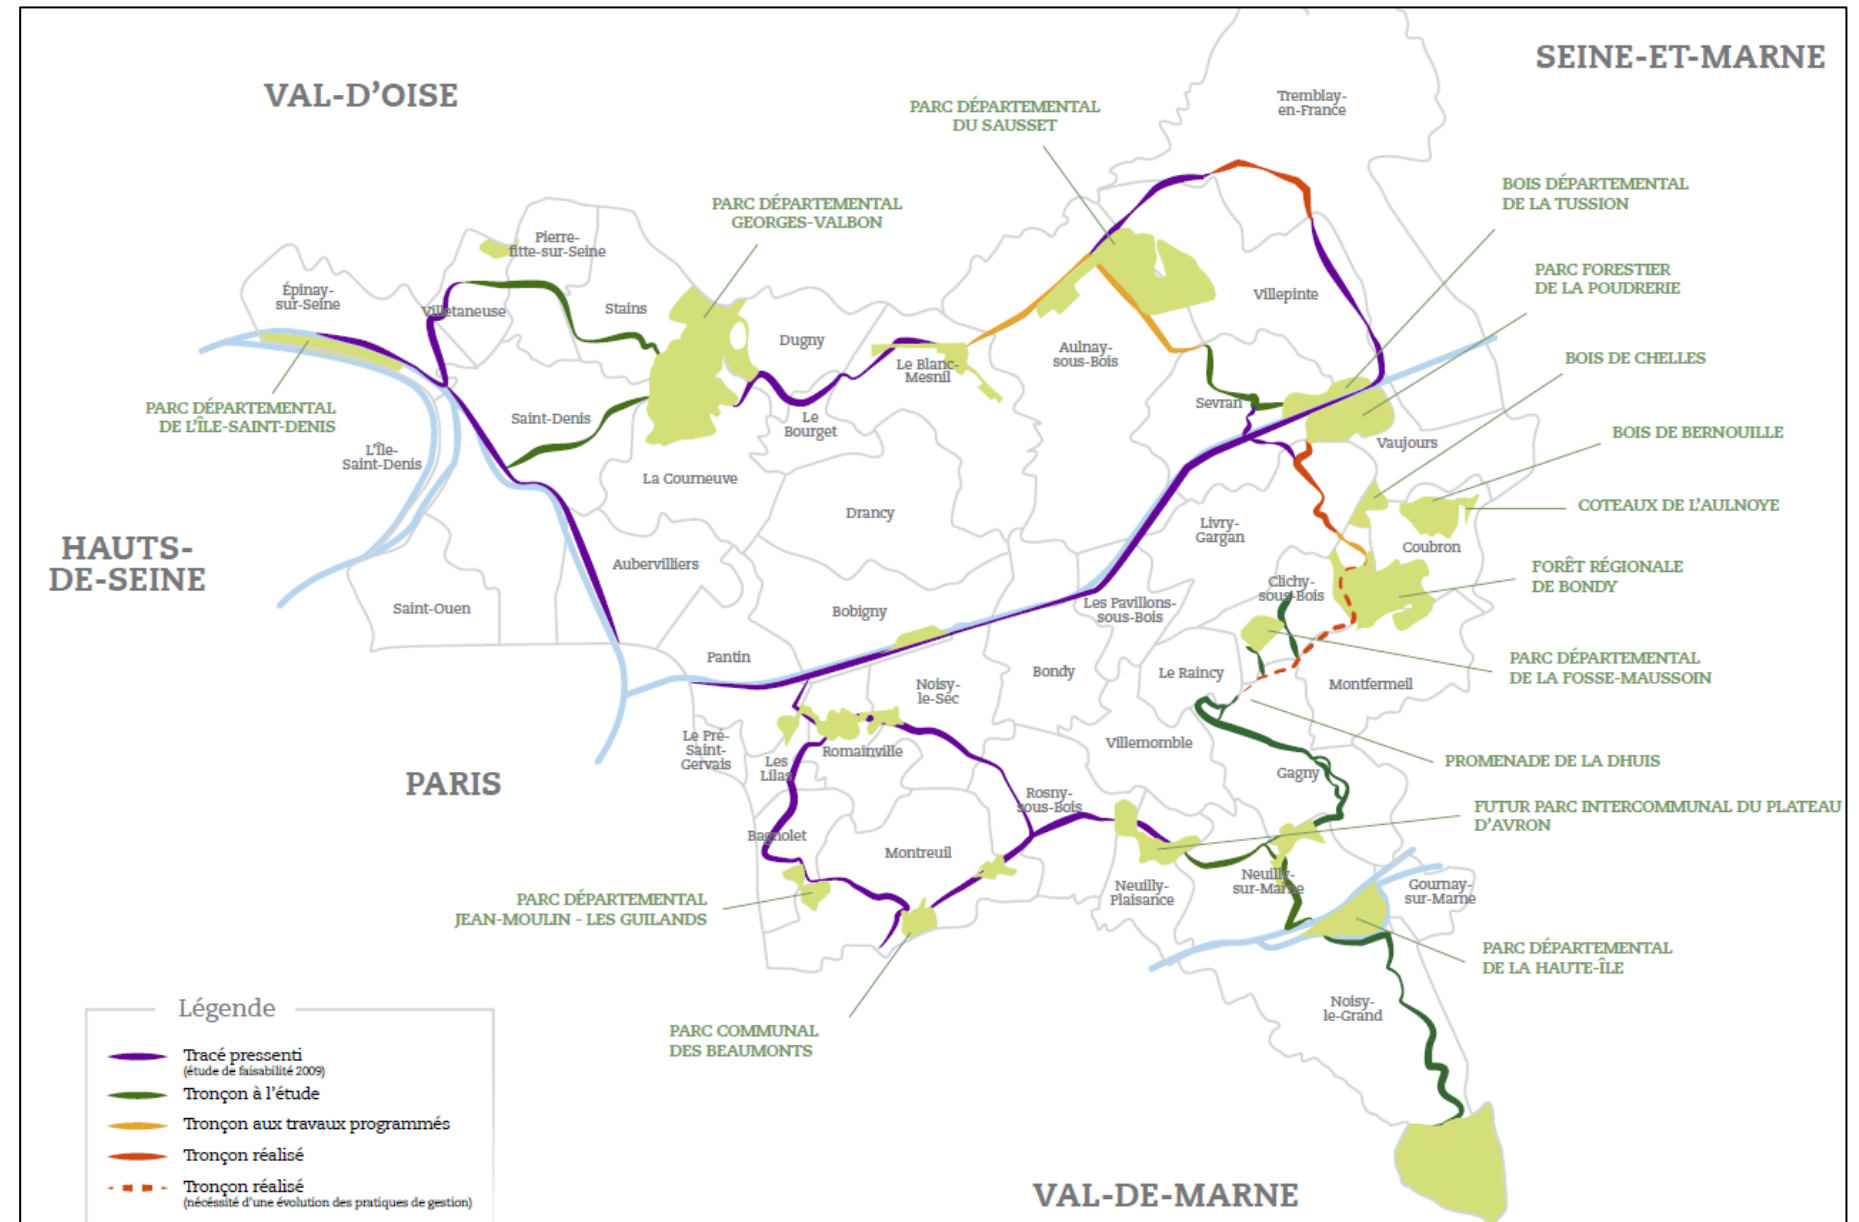 SEINE-ET-MARNE
VAL-D'OISE
Tremblay-
en-France
PARC DÉPARTEMENTAL
DU SAUSSET
BOIS DÉPARTEMENTAL
DE LA TUSSION
PARC DÉPARTEMENTAL
GEORGES-VALBON
Pierre-
fitte-sur-Seine
PARC FORESTIER
DE LA POUDRERIE
Épinay-
sur-Seine
Villetaneuse
Stains
Villepinte
Dugny
Le Blanc-
Mesnil
Aulnay-
sous-Bois
BOIS DE CHELLES
PARC DÉPARTEMENTAL
DE L'ÎLE-SAINT-DENIS
Saint-Denis
Le
Bourget
Sevran
Vaujours
BOIS DE BERNOUILLE
L'Île-
Saint-Denis
La Courneuve
COTEAUX DE L'AULNOYE
Drancy
Livry-
Gargan
Coubron
HAUTS-
DE-SEINE
Aubervilliers
FORÊT RÉGIONALE
DE BONDY
Clichy-
sous-Bois
Saint-Ouen
Bobigny
Les Pavillons-
sous-Bois
Pantin
Bondy
Le Raincy
Montfermeil
PARC DÉPARTEMENTAL
DE LA FOSSE-MAUSSOIN
Noisy-
le-Sec
Le Pré-
Saint-
Gervais
Les
Lilas
Romainville
Villemomble
PROMENADE DE LA DHUIS
PARIS
Gagny
Rosny-
sous-Bois
FUTUR PARC INTERCOMMUNAL DU PLATEAU
D'AVRON
Bagnolet
Montreuil
Neuilly-
Plaisance
Neuilly-
sur-Marne
Gournay-
sur-Marne
PARC DÉPARTEMENTAL
JEAN-MOULIN - LES GUILANDS
PARC DÉPARTEMENTAL
DE LA HAUTE-ÎLE
Noisy-
le-Grand
PARC COMMUNAL
DES BEAUMONTS
VAL-DE-MARNE
Légende
Tracé pressenti
(étude de faisabilité 2009)
Tronçon à l'étude
Tronçon aux travaux programmés
Tronçon réalisé
Tronçon réalisé
(nécéssité d'une évolution des pratiques de gestion)